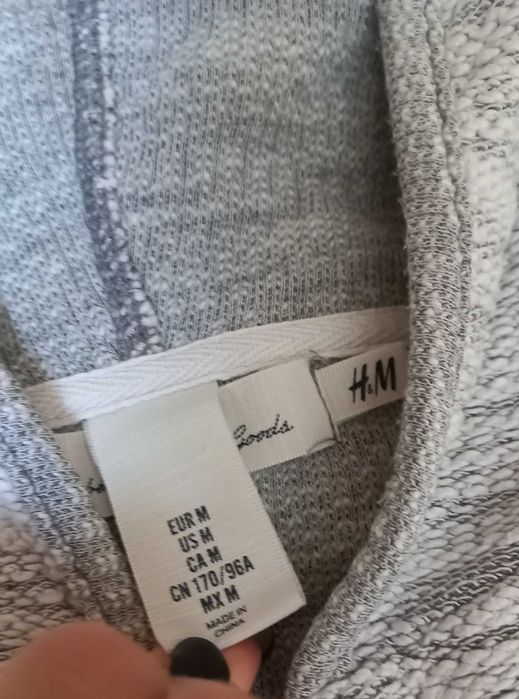 H&M
Goods
EUR M
US M
CA M
CN 170/96A
MX M
MADE IN
CHINA